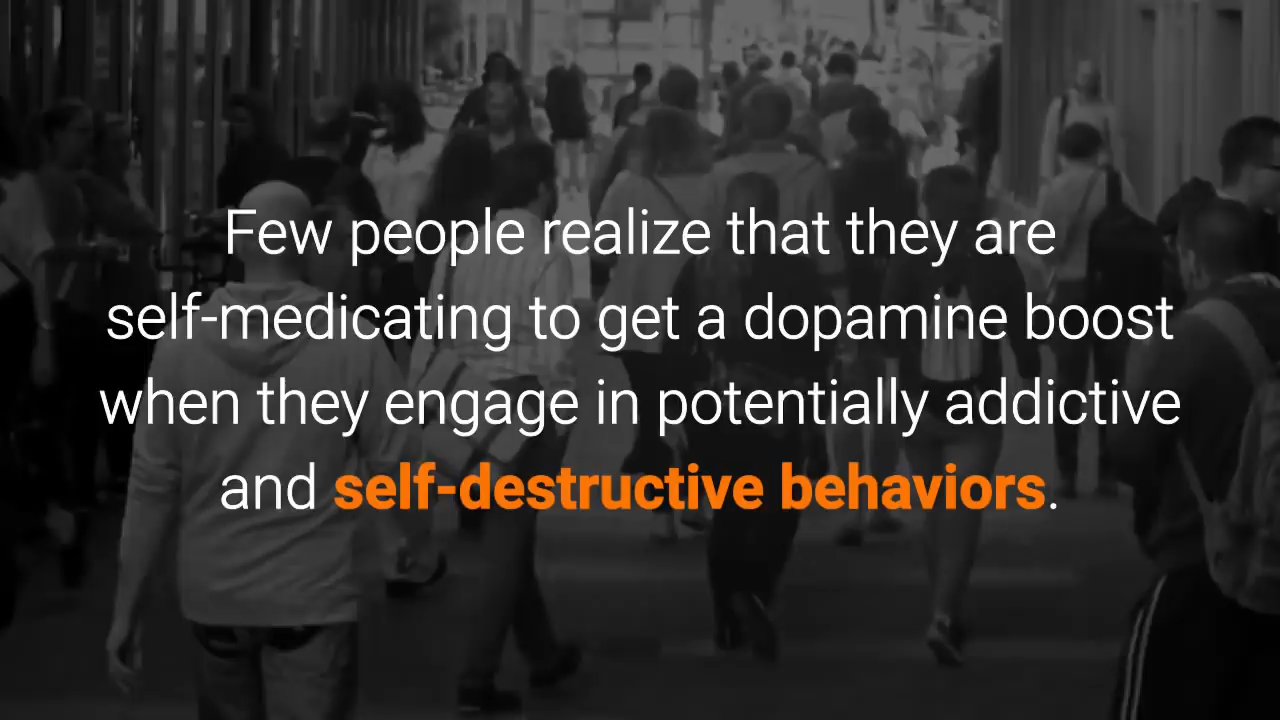 Few people realize that they are
self-medicating to get a dopamine boost
when they engage in potentially addictive
and self-destructive behaviors.